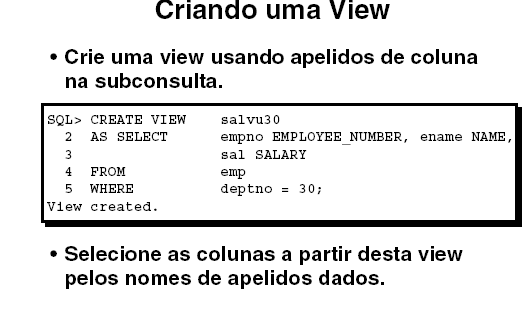 Criando uma View
• Crie uma view usando apelidos de coluna
na subconsulta.
SQL> CREATE VIEW salvu30
2 AS SELECT empno EMPLOYEE_NUMBER, ename NAME,
3 sal SALARY
4 FROM emp
5 WHERE deptno = 30;
View created.
• Selecione as colunas a partir desta view
pelos nomes de apelidos dados.